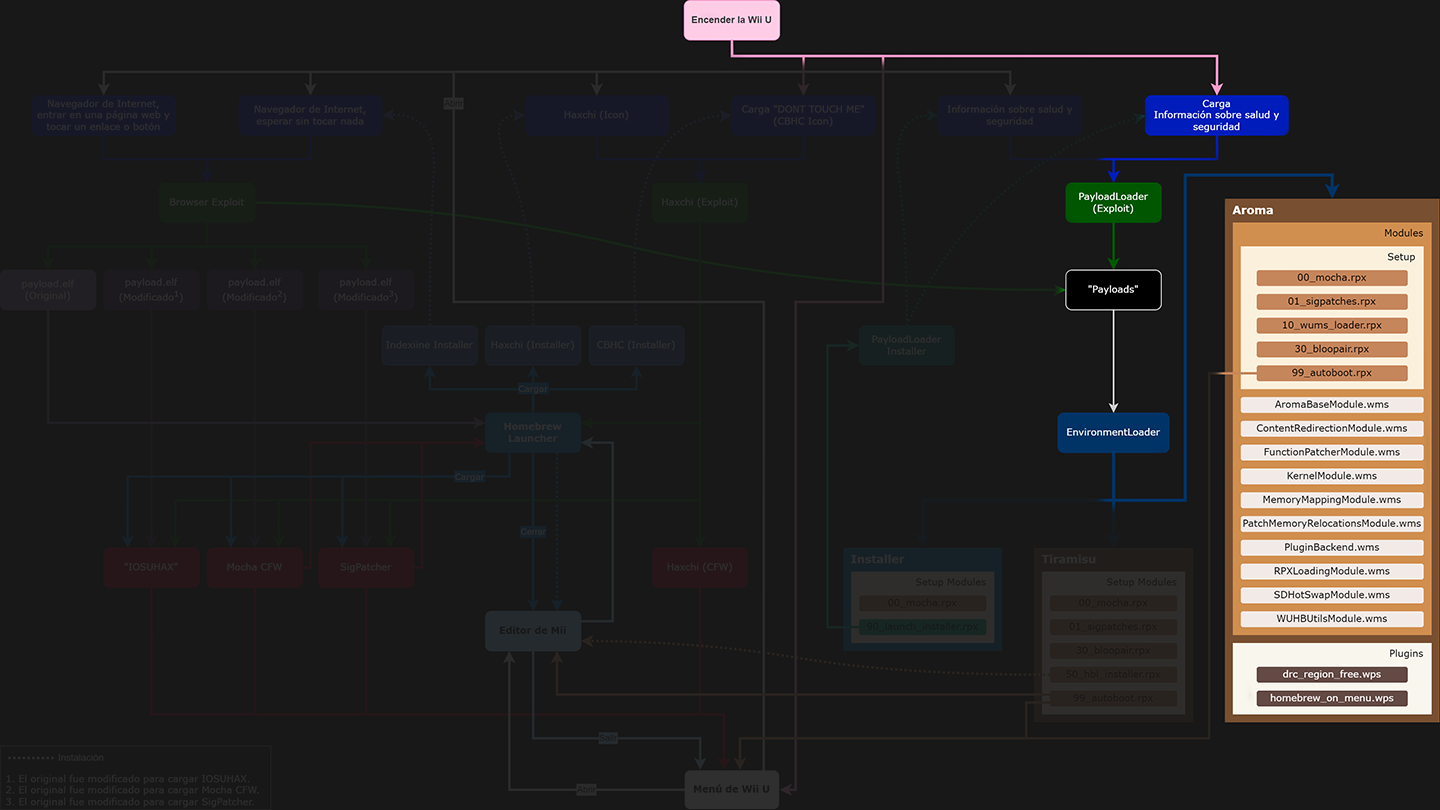 Encender la Wii U
Abrir
Navegador de Internet,
entrar en una página web y
tocar un enlace o botón
Navegador de Internet,
esperar sin tocar nada
Haxchi (Icon)
Carga "DONT TOUCH ME"
(CBHC Icon)
Información sobre salud y
seguridad
Carga
Información sobre salud y
seguridad
Browser Exploit
Haxchi (Exploit)
PayloadLoader
(Exploit)
payload.elf
(Original)
payload.elf
(Modificado1)
payload.elf
(Modificado2)
payload.elf
(Modificado3)
"Payloads"
Indexiine Installer
Haxchi (Installer)
CBHC (Installer)
PayloadLoader
Installer
Cargar
Homebrew
Launcher
EnvironmentLoader
Cargar
Cerrar
"IOSUHAX"
Mocha CFW
SigPatcher
Haxchi (CFW)
Installer
Setup Modules
00_mocha.rpx
99_launch_installer.rpx
Tiramisu
Setup Modules
00_mocha.rpx
01_sigpatches.rpx
30_bloopair.rpx
50_hbl_installer.rpx
99_autoboot.rpx
Aroma
Modules
Setup
00_mocha.rpx
01_sigpatches.rpx
10_wums_loader.rpx
30_bloopair.rpx
99_autoboot.rpx
AromaBaseModule.wms
ContentRedirectionModule.wms
FunctionPatcherModule.wms
KernelModule.wms
MemoryMappingModule.wms
PatchMemoryRelocationsModule.wms
PluginBackend.wms
RPXLoadingModule.wms
SDHotSwapModule.wms
WUHBUtilsModule.wms
Plugins
drc_region_free.wps
homebrew_on_menu.wps
Editor de Mii
Salir
Abrir
Menú de Wii U
Instalación
1. El original fue modificado para cargar IOSUHAX.
2. El original fue modificado para cargar Mocha CFW.
3. El original fue modificado para cargar SigPatcher.